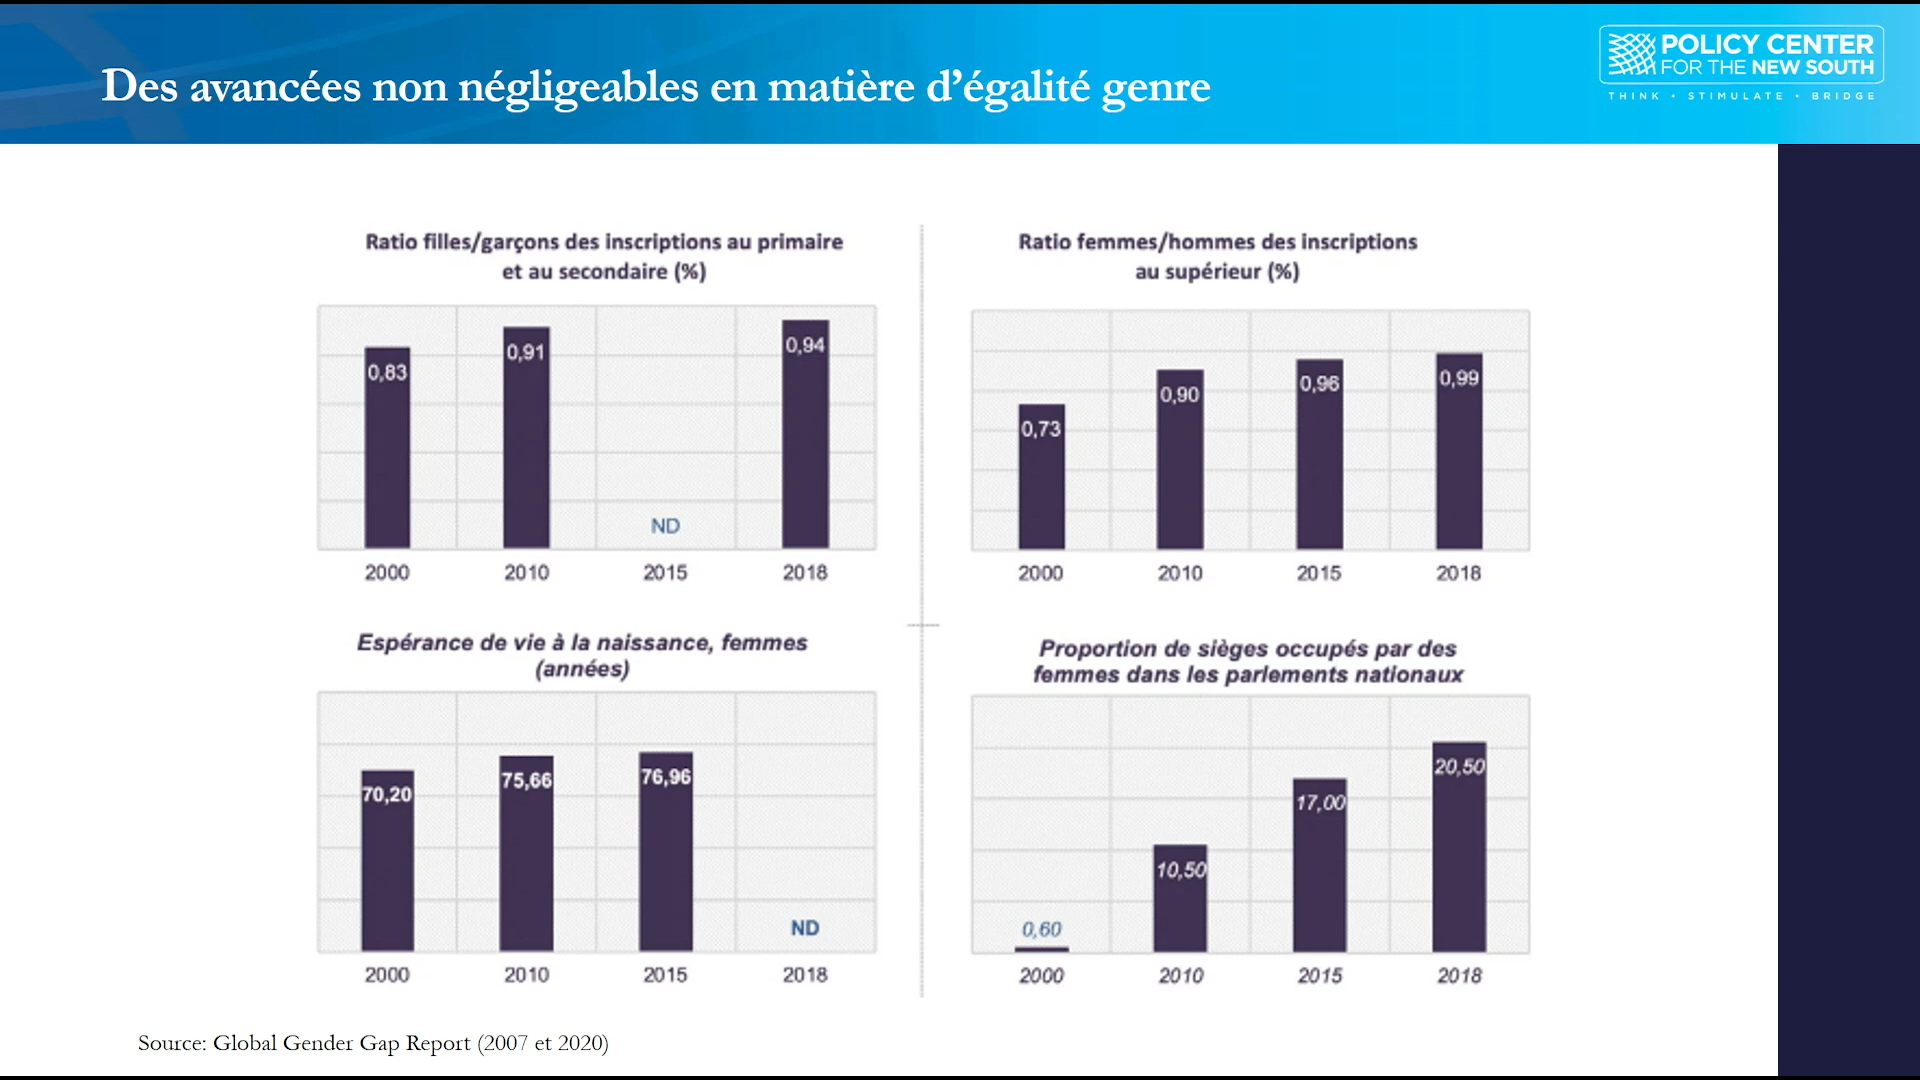 Des avancées non négligeables en matière d’égalité genre
POLICY CENTER
FOR THE NEW SOUTH
THINK • STIMULATE • BRIDGE
Ratio filles/garçons des inscriptions au primaire
et au secondaire (%)
0,83
0,91
ND
0,94
2000 2010 2015 2018
Ratio femmes/hommes des inscriptions
au supérieur (%)
0,73
0,90
0,96
0,99
2000 2010 2015 2018
Espérance de vie à la naissance, femmes
(années)
70,20
75,66
76,96
ND
2000 2010 2015 2018
Proportion de sièges occupés par des
femmes dans les parlements nationaux
0,60
10,50
17,00
20,50
2000 2010 2015 2018
Source: Global Gender Gap Report (2007 et 2020)